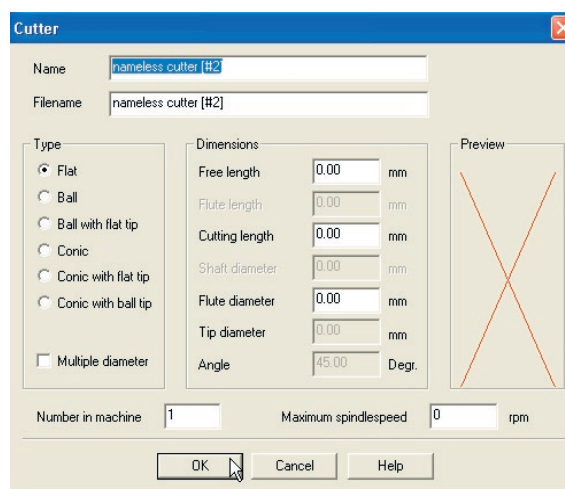 Cutter
Name nameless cutter [#2]
Filename nameless cutter [#2]
Type
Flat
Ball
Ball with flat tip
Conic
Conic with flat tip
Conic with ball tip
Multiple diameter
Dimensions
Free length 0.00 mm
Flute length 0.00 mm
Cutting length 0.00 mm
Shaft diameter 0.00 mm
Flute diameter 0.00 mm
Tip diameter 0.00 mm
Angle 45.00 Degr.
Preview
Number in machine 1 Maximum spindlespeed 0 rpm
OK Cancel Help